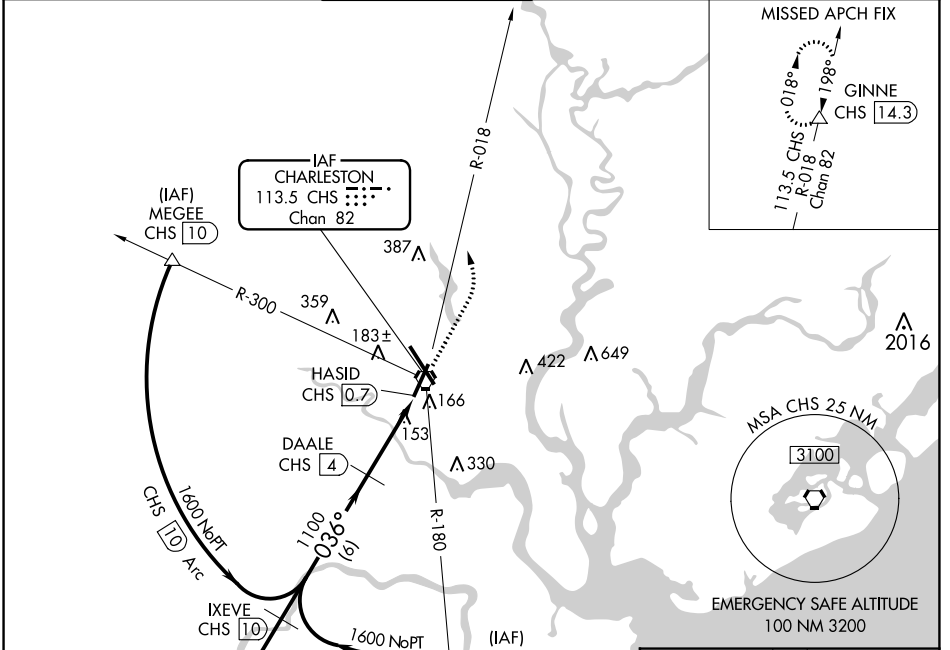 MISSED APCH FIX
018°
198°
GINNE
CHS 14.3
113.5 CHS
R-018
Chan 82
R-018
IAF
CHARLESTON
113.5 CHS
Chan 82
(IAF)
MEGEE
CHS 10
387
R-300
359
183±
2016
HASID
CHS 0.7
422
649
166
153
MSA CHS 25 NM
3100
DAALE
CHS 4
330
1600 NoPT
CHS 10 Arc
1100
036°
(6)
R-180
IXEVE
CHS 10
EMERGENCY SAFE ALTITUDE
100 NM 3200
1600 NoPT
(IAF)